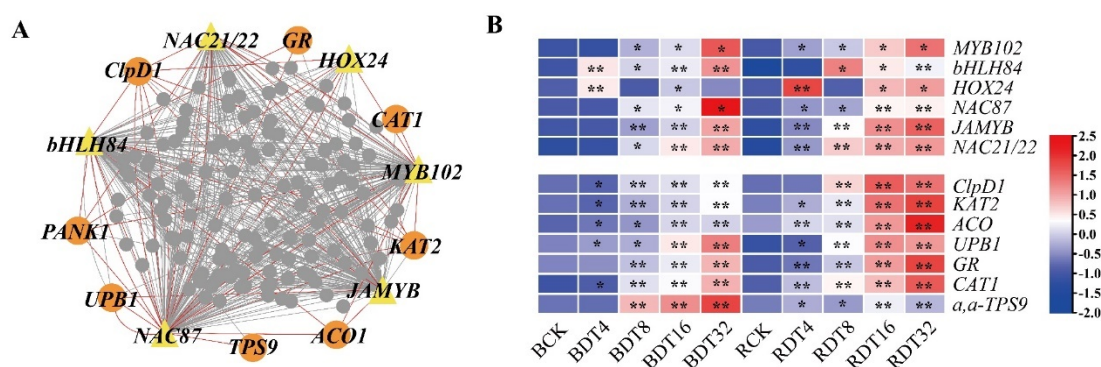 A
NAC21/22
GR
HOX24
ClpD1
CAT1
bHLH84
MYB102
PANK1
KAT2
JAMYB
UPB1
NAC87
TPS9
ACO1
B
* * * * * * * MYB102
** * ** ** * * ** bHLH84
** * ** * * HOX24
* * * * * ** ** NAC87
** ** ** ** ** ** ** JAMYB
* ** ** ** ** ** ** NAC21/22
* ** ** ** ** ** ** ClpD1
* ** ** ** * ** ** ** KAT2
* * ** ** ** ** ** ** ACO
* * ** ** * ** ** ** UPB1
** ** ** ** ** ** ** GR
* ** ** ** ** ** ** ** CAT1
** ** ** * * ** ** a,a-TPS9
BCK BDT4 BDT8 BDT16 BDT32 RCK RDT4 RDT8 RDT16 RDT32
2.5
2.0
1.5
1.0
0.5
0.0
-0.5
-1.0
-1.5
-2.0